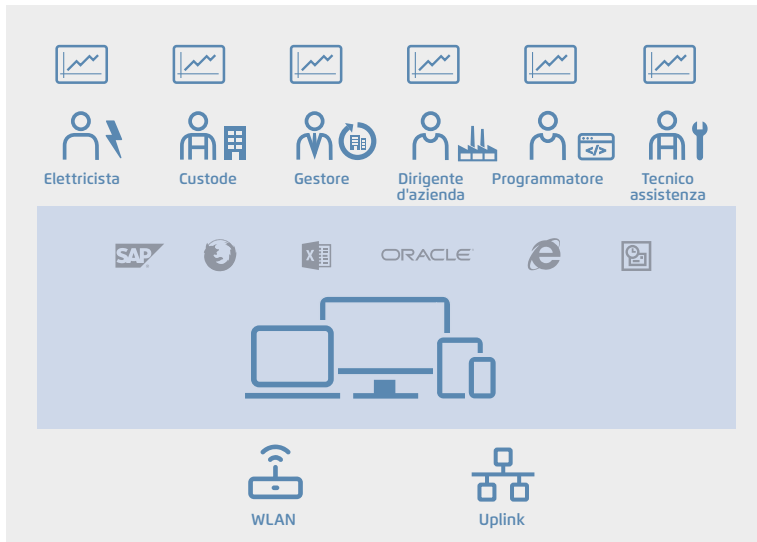 Elettricista
Custode
Gestore
Dirigente
d'azienda
Programmatore
Tecnico
assistenza
</>
SAP
X
ORACLE
e
WLAN
Uplink